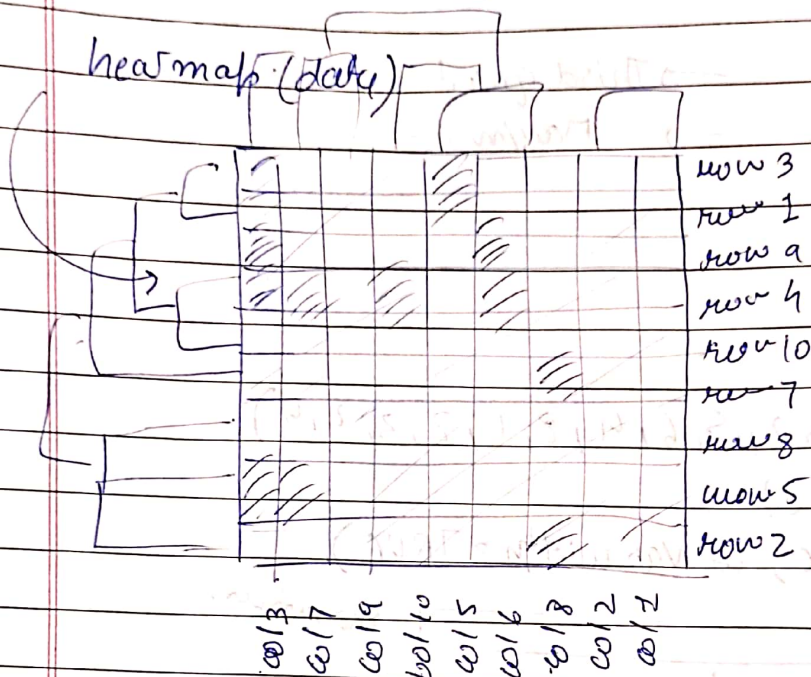 heatmap (data)
row 3
row 1
row 9
row 4
row 10
row 7
row 8
row 5
row 2
col 3
col 7
col 9
col 10
col 5
col 6
col 8
col 2
col 1